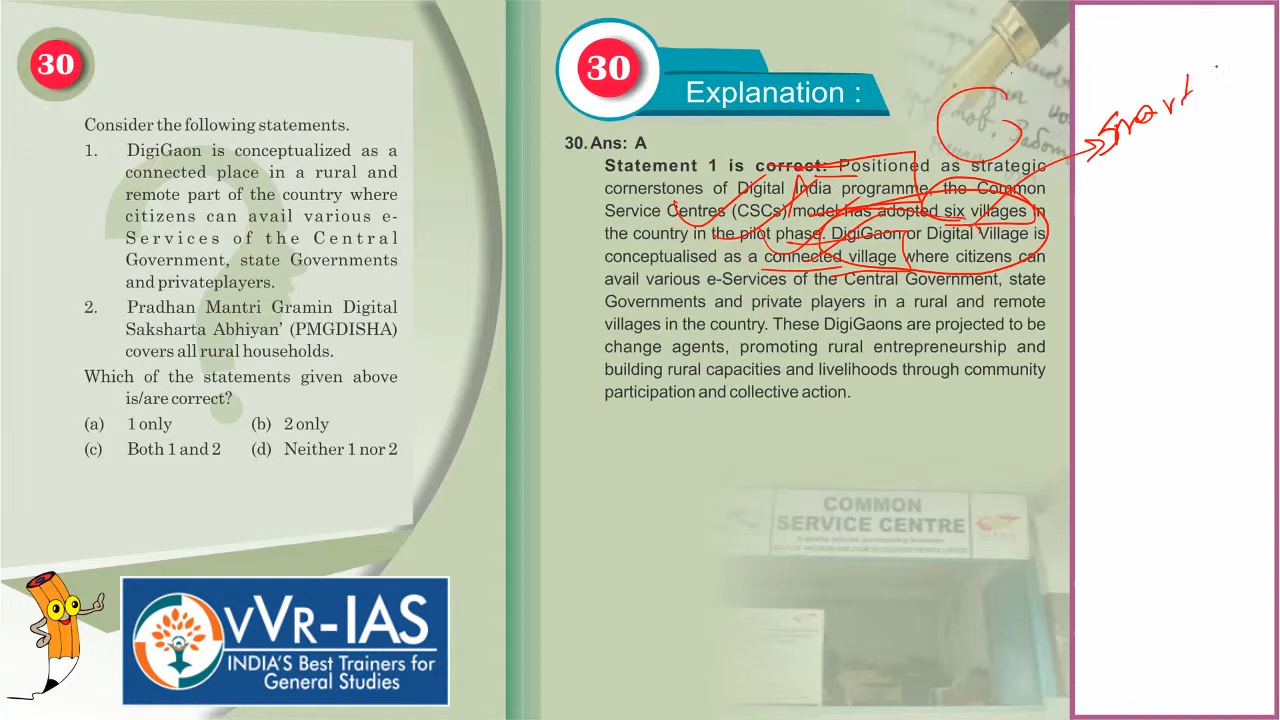 30
Consider the following statements.
1. DigiGaon is conceptualized as a
connected place in a rural and
remote part of the country where
citizens can avail various e-
Services of the Central
Government, state Governments
and privateplayers.
2. Pradhan Mantri Gramin Digital
Saksharta Abhiyan’ (PMGDISHA)
covers all rural households.
Which of the statements given above
is/are correct?
(a) 1 only (b) 2 only
(c) Both 1 and 2 (d) Neither 1 nor 2
vVR-IAS
INDIA'S Best Trainers for
General Studies
30
Explanation :
30. Ans: A
Statement 1 is correct: Positioned as strategic
cornerstones of Digital India programme, the Common
Service Centres (CSCs) model has adopted six villages in
the country in the pilot phase. DigiGaon or Digital Village is
conceptualised as a connected village where citizens can
avail various e-Services of the Central Government, state
Governments and private players in a rural and remote
villages in the country. These DigiGaons are projected to be
change agents, promoting rural entrepreneurship and
building rural capacities and livelihoods through community
participation and collective action.
COMMON
SERVICE CENTRE